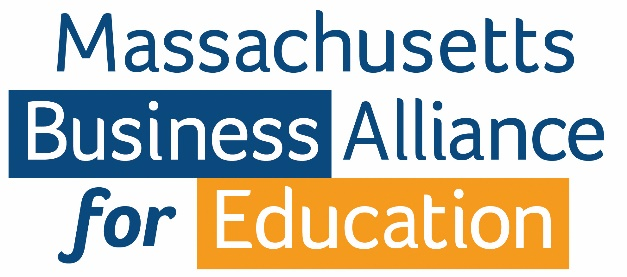 Massachusetts
Business Alliance
for Education